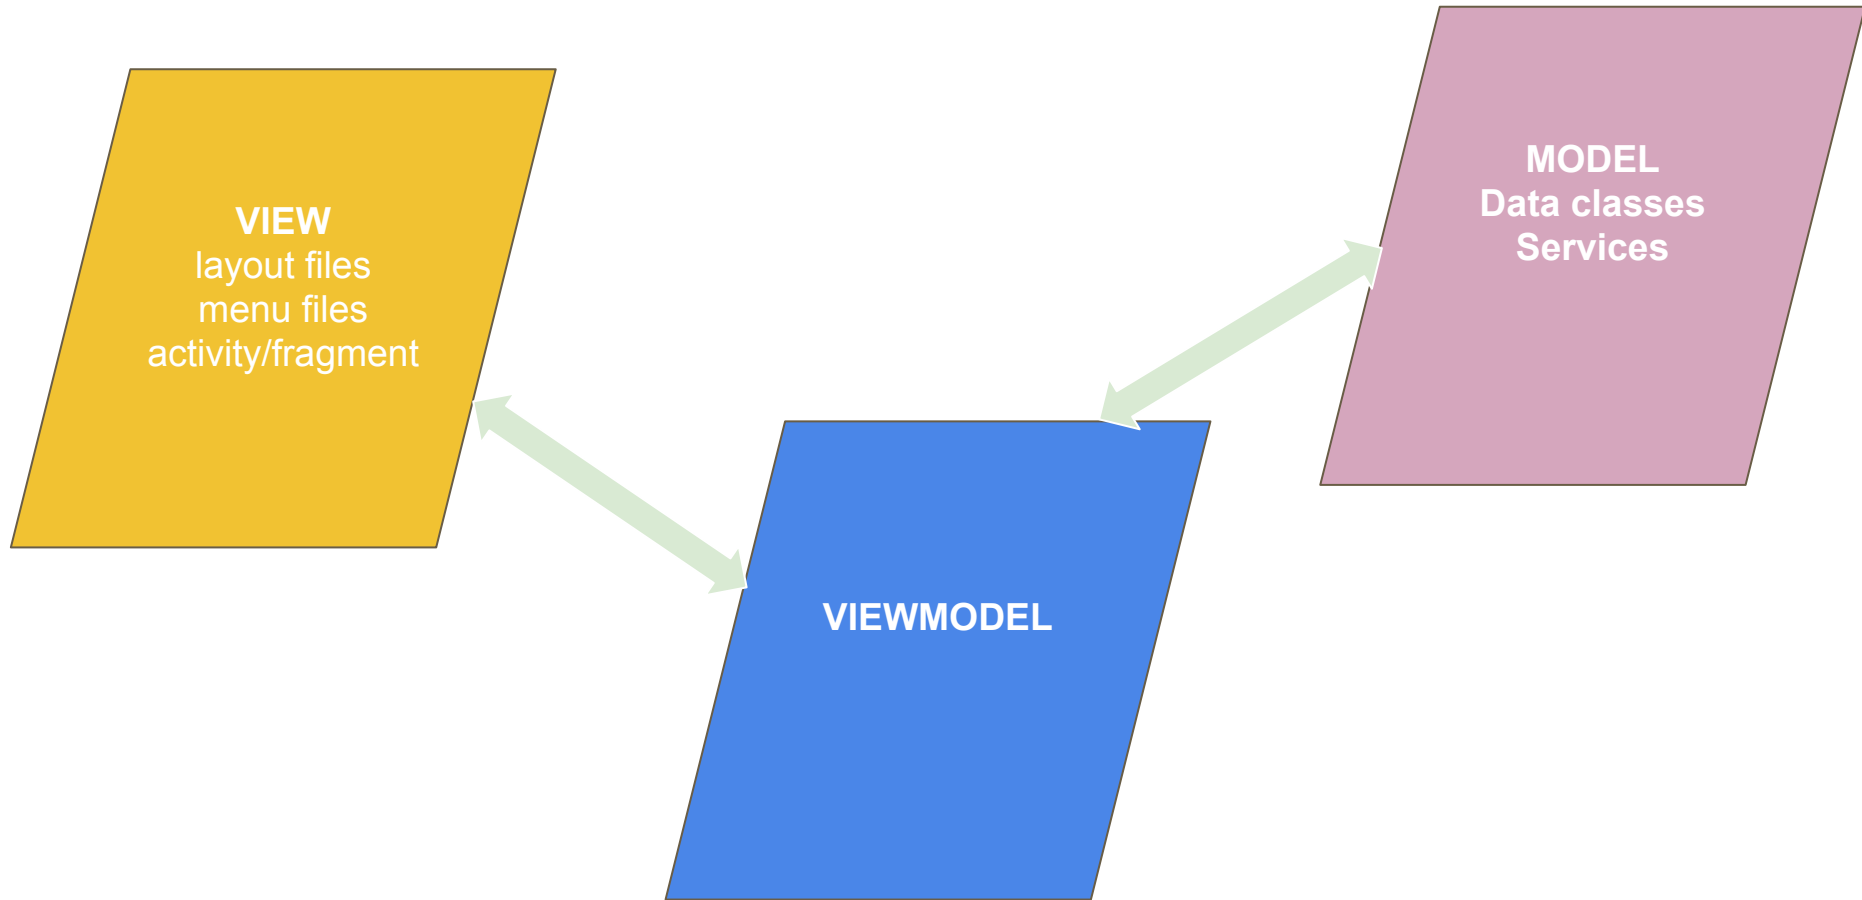 VIEW
layout files
menu files
activity/fragment
MODEL
Data classes
Services
VIEWMODEL